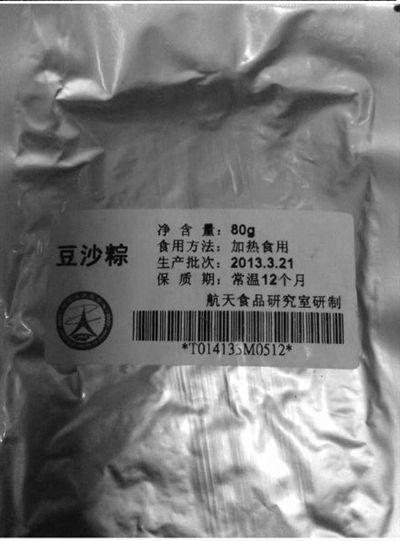 豆沙粽
净含量：80g
食用方法：加热食用
生产批次：2013.3.21
保质期：常温12个月
航天食品研究室研制
*T014135M0512*